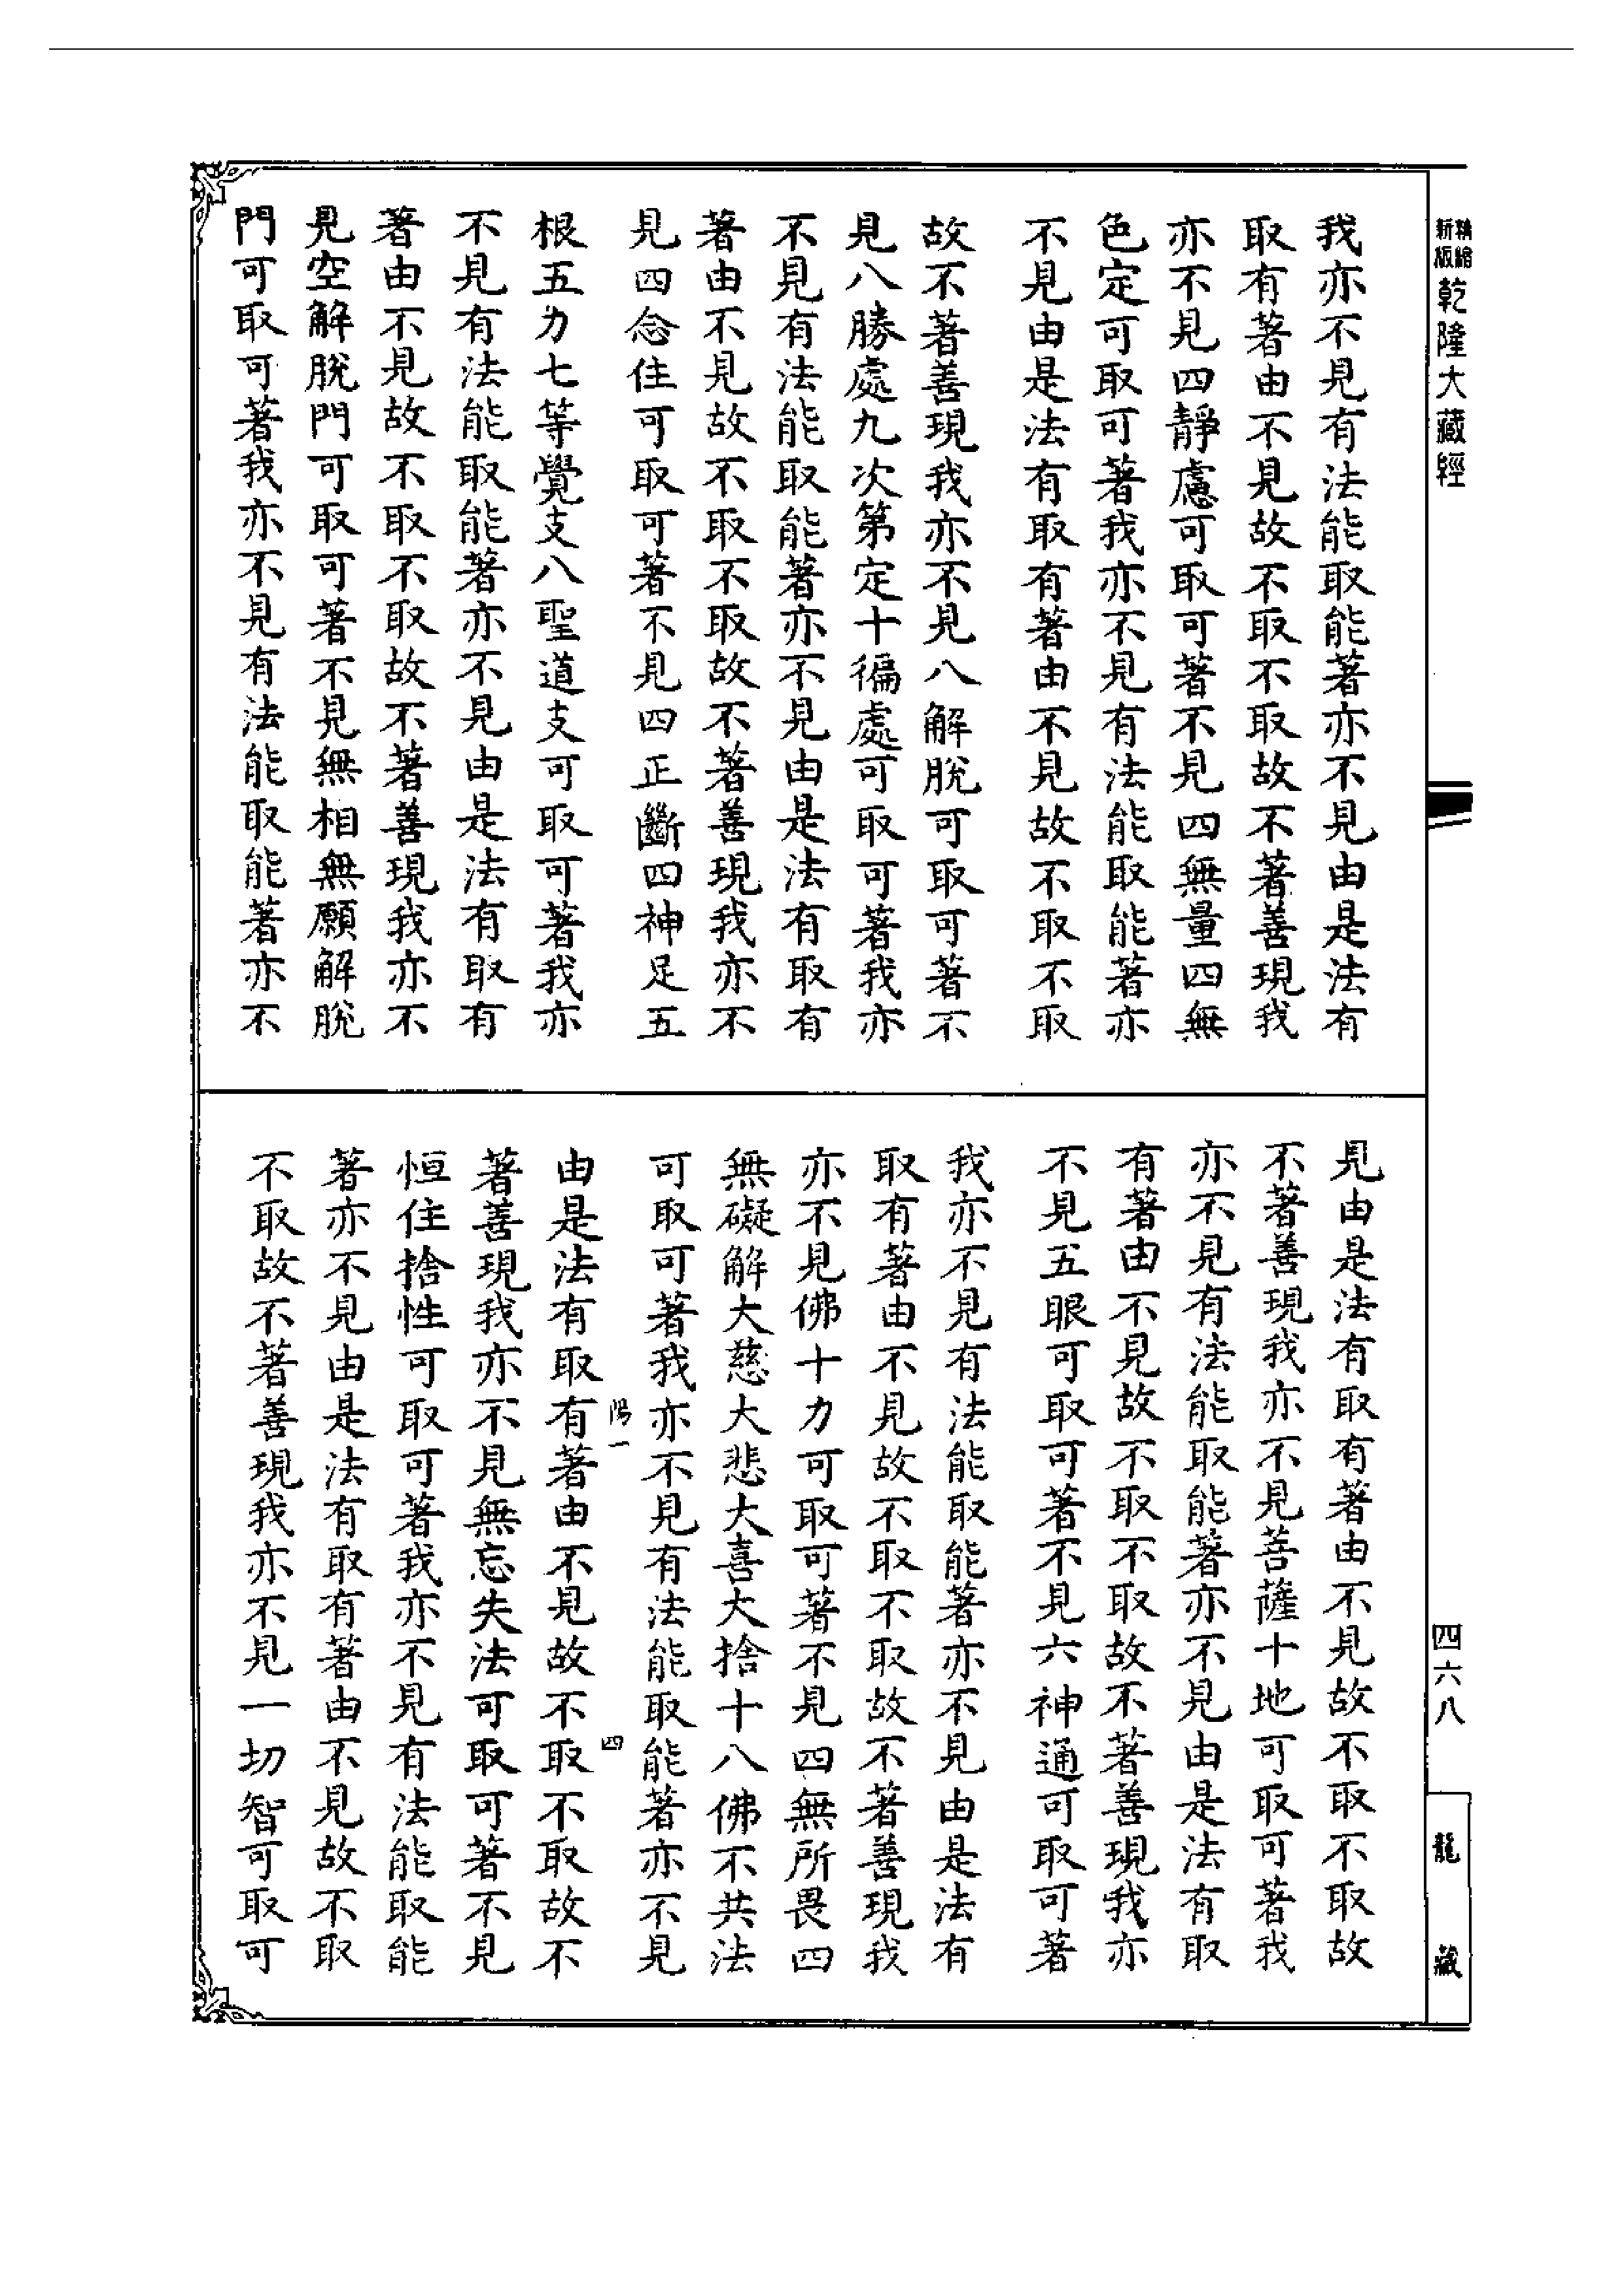 新版
精繪
乾隆大藏經
四六八
龍藏
我亦不見有法能取能著亦不見由是法有
取有著由不見故不取不取故不著善現我
亦不見四靜慮可取可著不見四無量四無
色定可取可著我亦不見有法能取能著亦
不見由是法有取有著由不見故不取不取
故不著善現我亦不見八解脫可取可著不
見八勝處九次第定十徧處可取可著我亦
不見有法能取能著亦不見由是法有取有
著由不見故不取不取故不著善現我亦不
見四念住可取可著不見四正斷四神足五
根五力七等覺支八聖道支可取可著我亦
不見有法能取能著亦不見由是法有取有
著由不見故不取不取故不著善現我亦不
見空解脫門可取可著不見無相無願解脫
門可取可著我亦不見有法能取能著亦不
見由是法有取有著由不見故不取不取故
不著善現我亦不見菩薩十地可取可著我
亦不見有法能取能著亦不見由是法有取
有著由不見故不取不取故不著善現我亦
不見五眼可取可著不見六神通可取可著
我亦不見有法能取能著亦不見由是法有
取有著由不見故不取不取故不著善現我
亦不見佛十力可取可著不見四無所畏四
無礙解大慈大悲大喜大捨十八佛不共法
可取可著我亦不見有法能取能著亦不見
陽一
四
由是法有取有著由不見故不取不取故不
著善現我亦不見無忘失法可取可著不見
恒住捨性可取可著我亦不見有法能取能
著亦不見由是法有取有著由不見故不取
不取故不著善現我亦不見一切智可取可